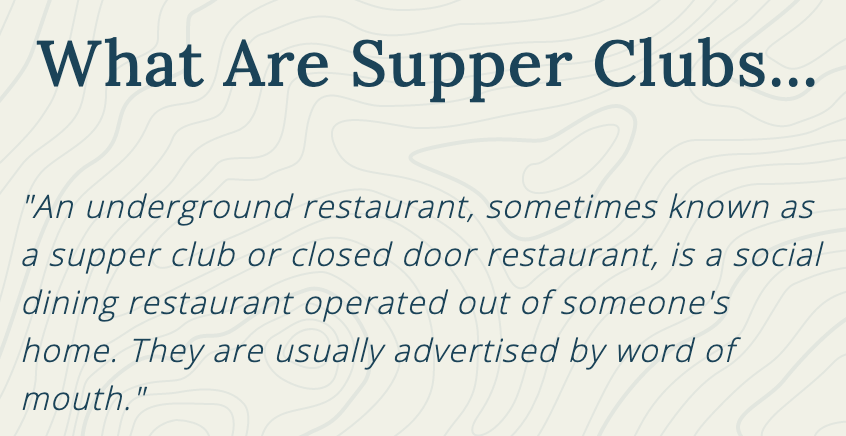 What Are Supper Clubs...
"An underground restaurant, sometimes known as
a supper club or closed door restaurant, is a social
dining restaurant operated out of someone's
home. They are usually advertised by word of
mouth."